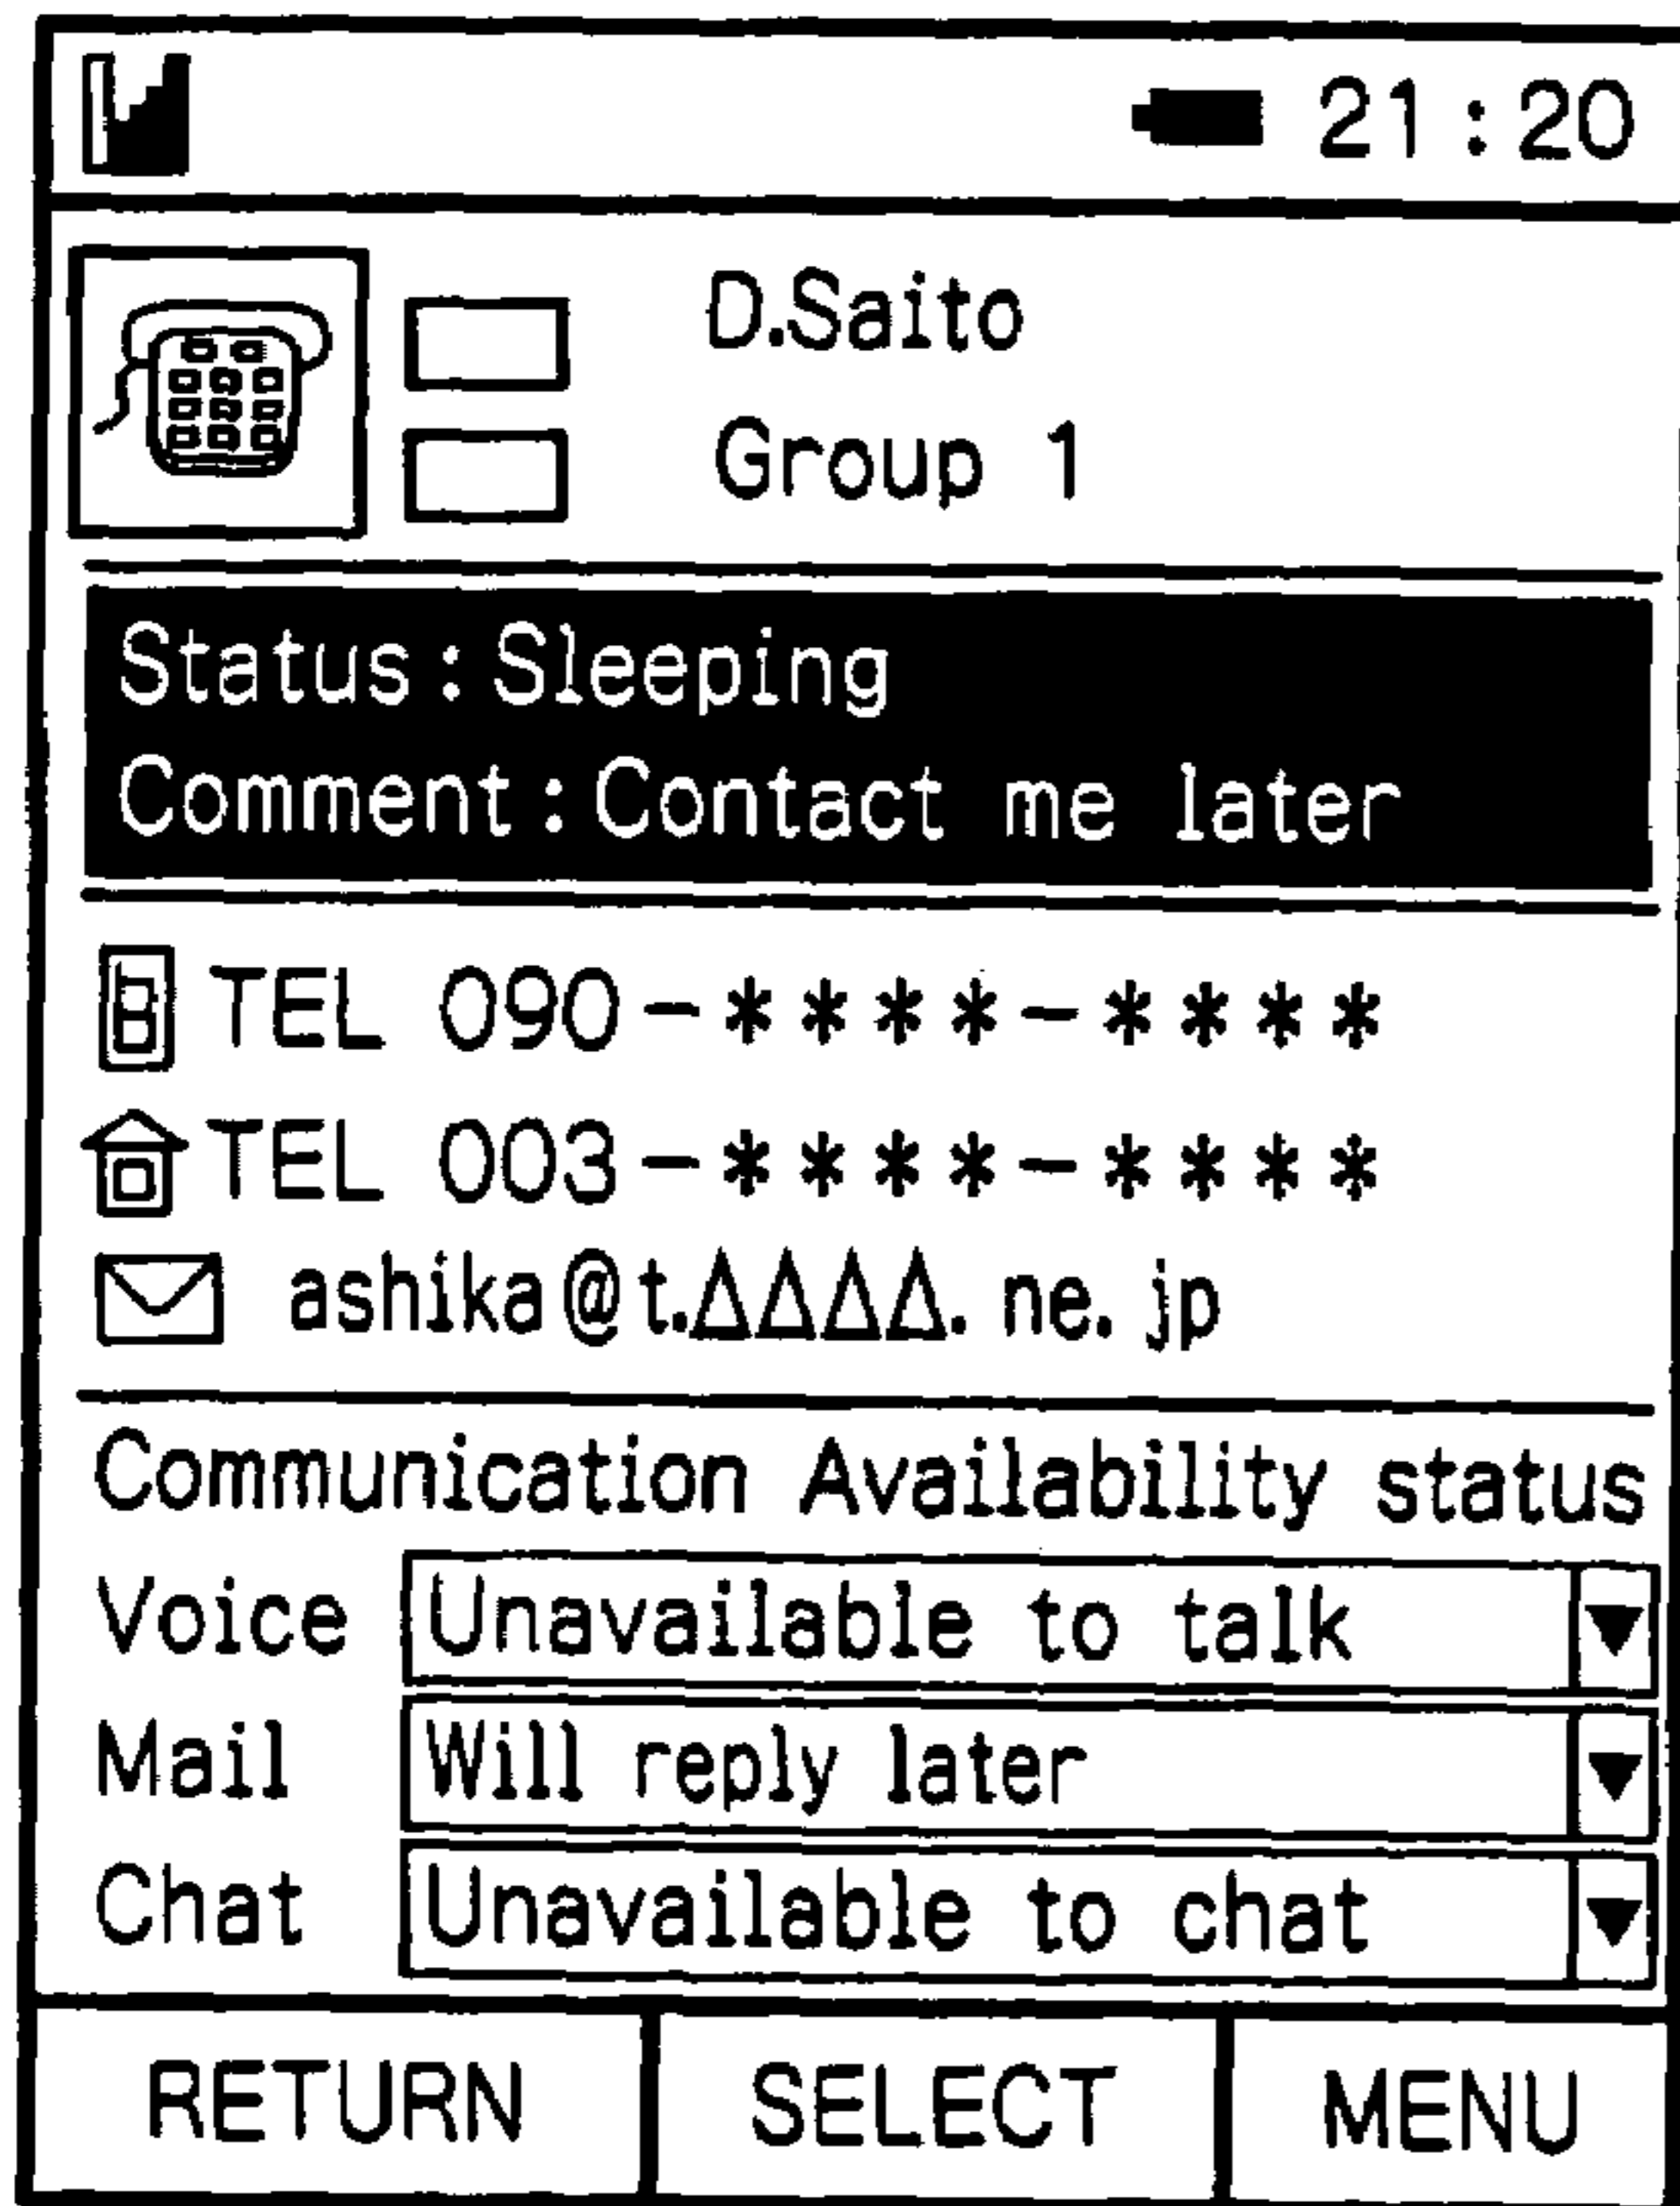 21:20
D.Saito
Group 1
Status:Sleeping
Comment:Contact me later
TEL 090-****-****
TEL 003-****-****
ashika@t.ΔΔΔΔ.ne.jp
Communication Availability status
Voice Unavailable to talk ▼
Mail Will reply later ▼
Chat Unavailable to chat ▼
RETURN SELECT MENU